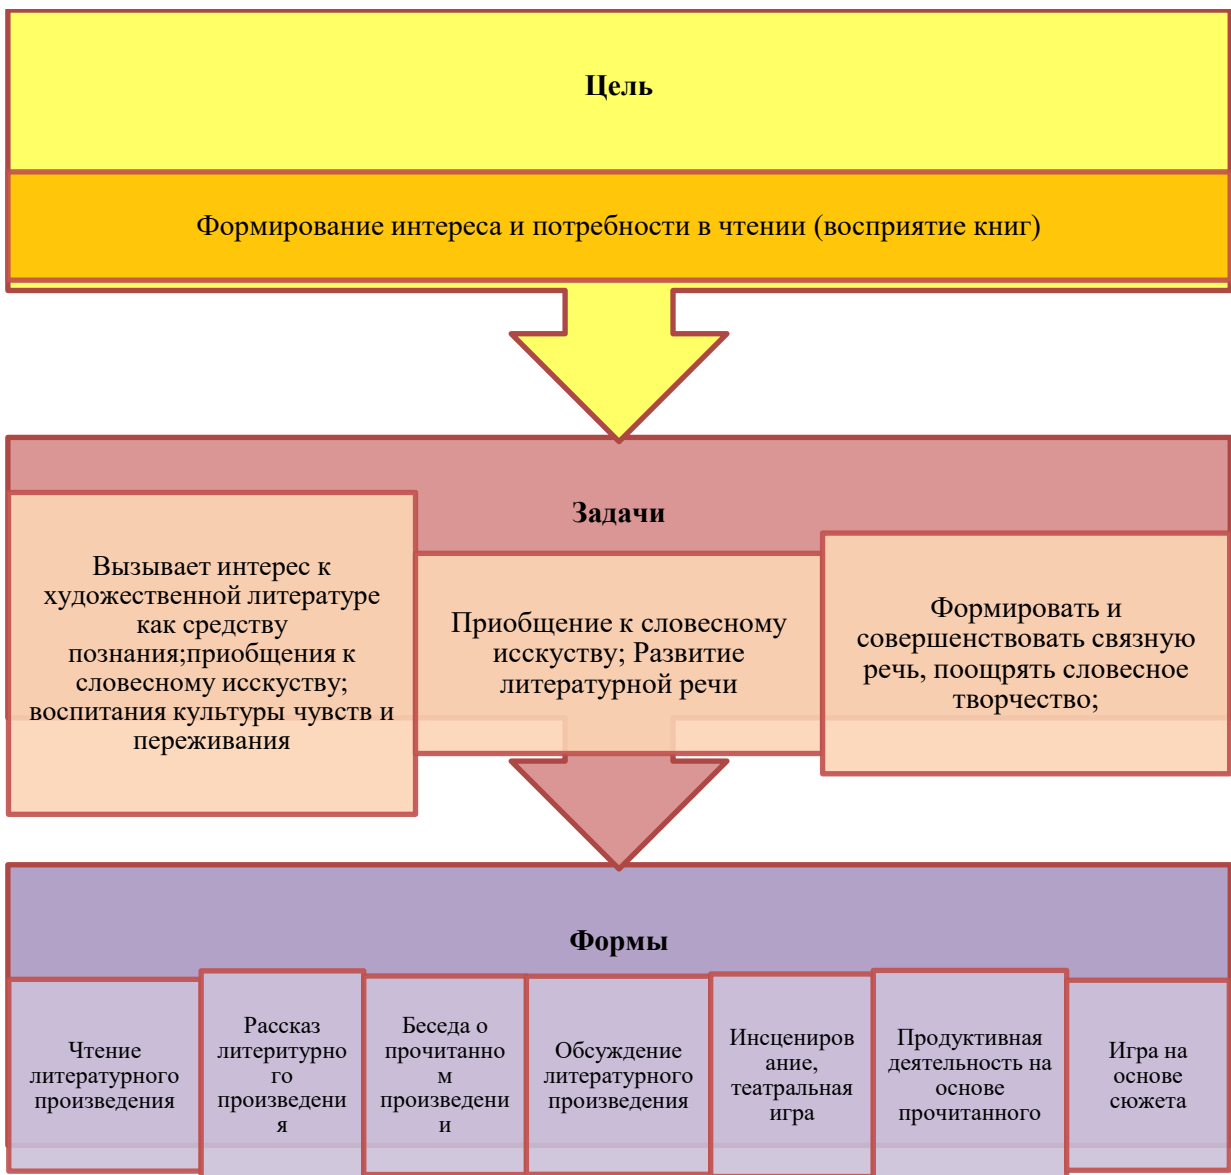 Цель
Формирование интереса и потребности в чтении (восприятие книг)
Задачи
Вызывает интерес к
художественной литературе
как средству
познания;приобщения к
словесному исскуству;
воспитания культуры чувств и
переживания
Приобщение к словесному
исскуству; Развитие
литературной речи
Формировать и
совершенствовать связную
речь, поощрять словесное
творчество;
Формы
Чтение
литературного
произведения
Рассказ
литеритурно
го
произведени
я
Беседа о
прочитанно
м
произведени
и
Обсуждение
литературного
произведения
Инсцениров
ание,
театральная
игра
Продуктивная
деятельность на
основе
прочитанного
Игра на
основе
сюжета